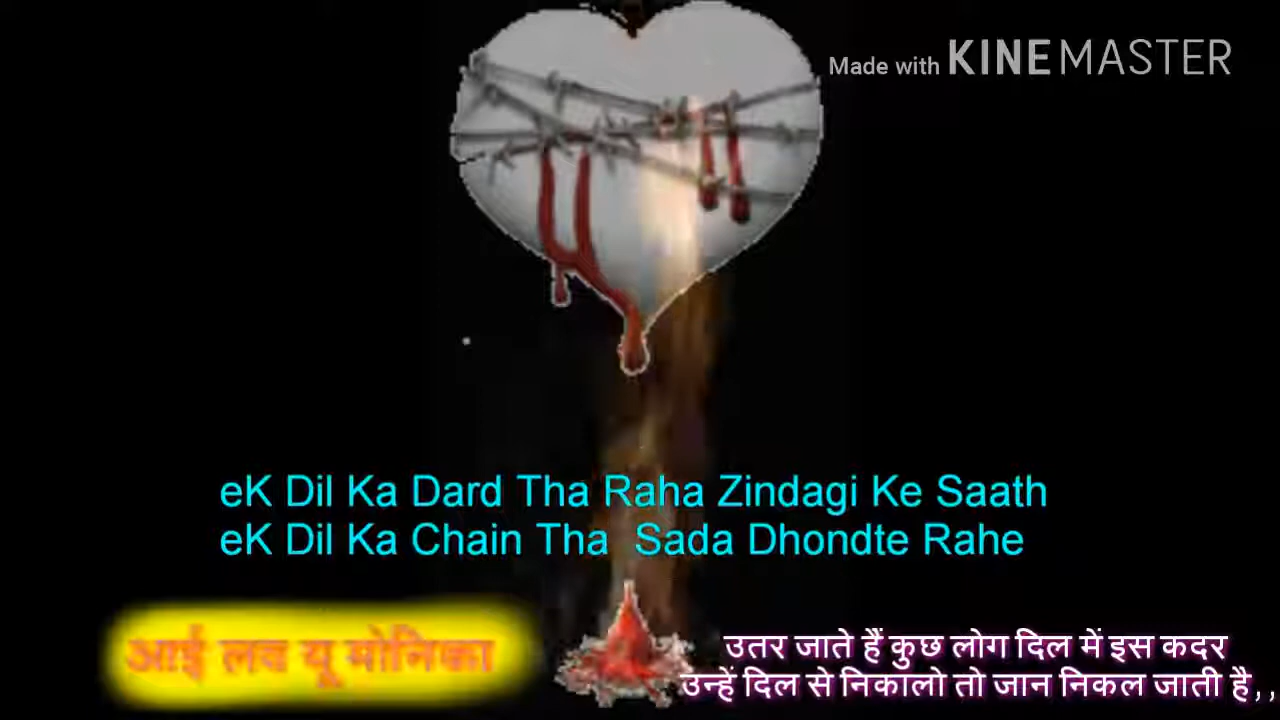 Made with KINEMASTER
eK Dil Ka Dard Tha Raha Zindagi Ke Saath
eK Dil Ka Chain Tha Sada Dhondte Rahe
आई लव यू मोनिका
उतर जाते हैं कुछ लोग दिल में इस कदर
उन्हें दिल से निकालो तो जान निकल जाती है,,